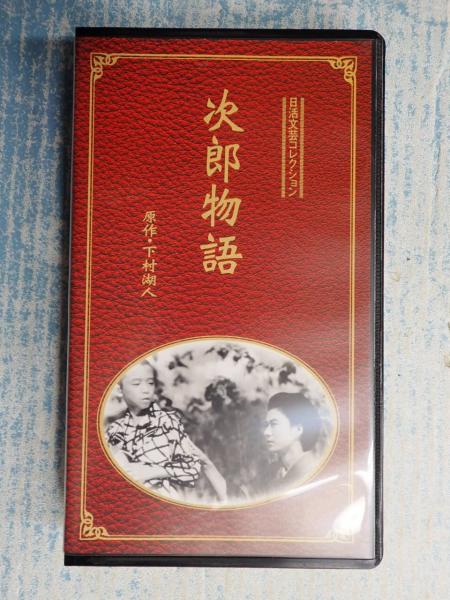 日活文芸コレクション
次郎物語
原作・下村湖人